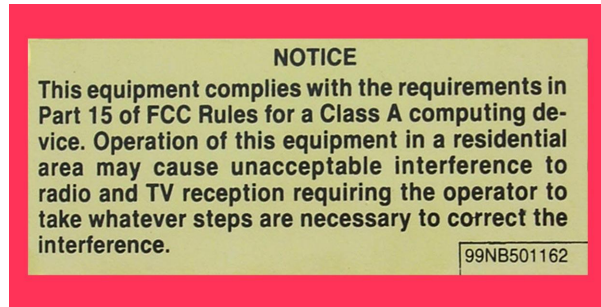 NOTICE
This equipment complies with the requirements in
Part 15 of FCC Rules for a Class A computing de-
vice. Operation of this equipment in a residential
area may cause unacceptable interference to
radio and TV reception requiring the operator to
take whatever steps are necessary to correct the
interference.
99NB501162